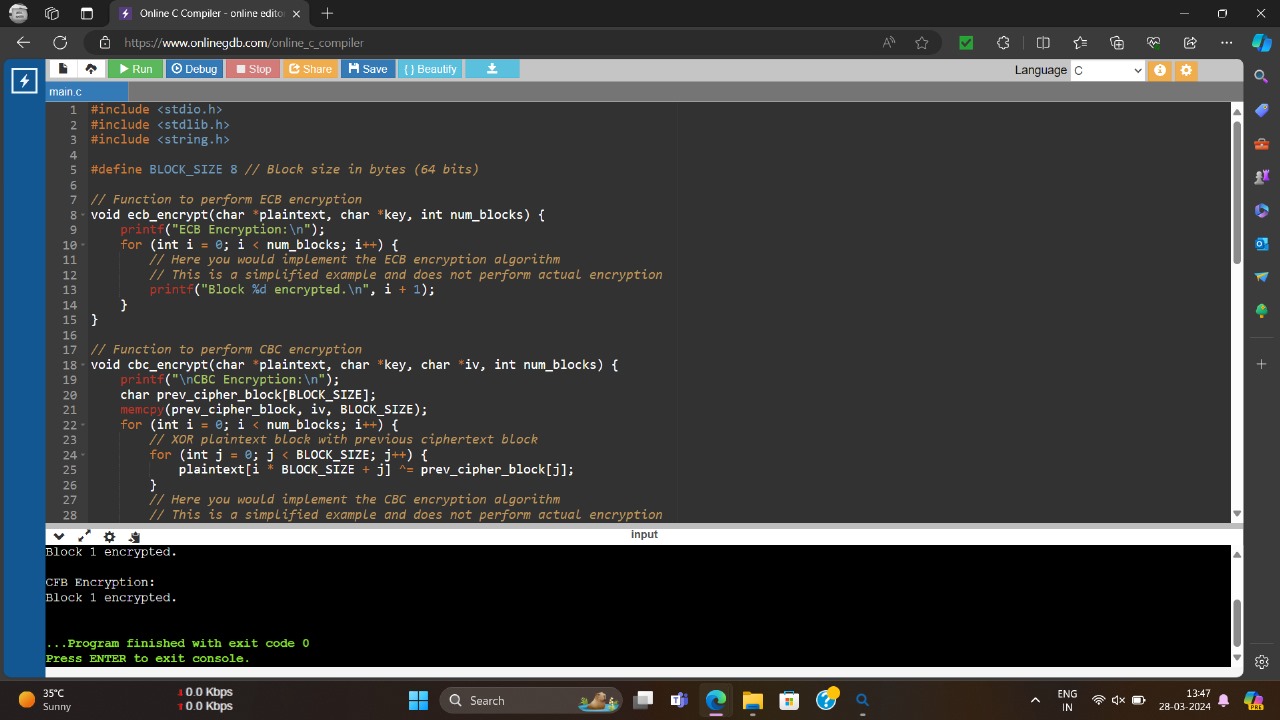 Online C Compiler - online edito
https://www.onlinegdb.com/online_c_compiler
Run Debug Stop Share Save { } Beautify Language C
main.c
1 #include <stdio.h>
2 #include <stdlib.h>
3 #include <string.h>
4
5 #define BLOCK_SIZE 8 // Block size in bytes (64 bits)
6
7 // Function to perform ECB encryption
8 void ecb_encrypt(char *plaintext, char *key, int num_blocks) {
9 printf("ECB Encryption:\n");
10 for (int i = 0; i < num_blocks; i++) {
11 // Here you would implement the ECB encryption algorithm
12 // This is a simplified example and does not perform actual encryption
13 printf("Block %d encrypted.\n", i + 1);
14 }
15 }
16
17 // Function to perform CBC encryption
18 void cbc_encrypt(char *plaintext, char *key, char *iv, int num_blocks) {
19 printf("\nCBC Encryption:\n");
20 char prev_cipher_block[BLOCK_SIZE];
21 memcpy(prev_cipher_block, iv, BLOCK_SIZE);
22 for (int i = 0; i < num_blocks; i++) {
23 // XOR plaintext block with previous ciphertext block
24 for (int j = 0; j < BLOCK_SIZE; j++) {
25 plaintext[i * BLOCK_SIZE + j] ^= prev_cipher_block[j];
26 }
27 // Here you would implement the CBC encryption algorithm
28 // This is a simplified example and does not perform actual encryption
input
Block 1 encrypted.
CFB Encryption:
Block 1 encrypted.
...Program finished with exit code 0
Press ENTER to exit console.
35°C
Sunny
0.0 Kbps
0.0 Kbps
Search
ENG
IN
13:47
28-03-2024